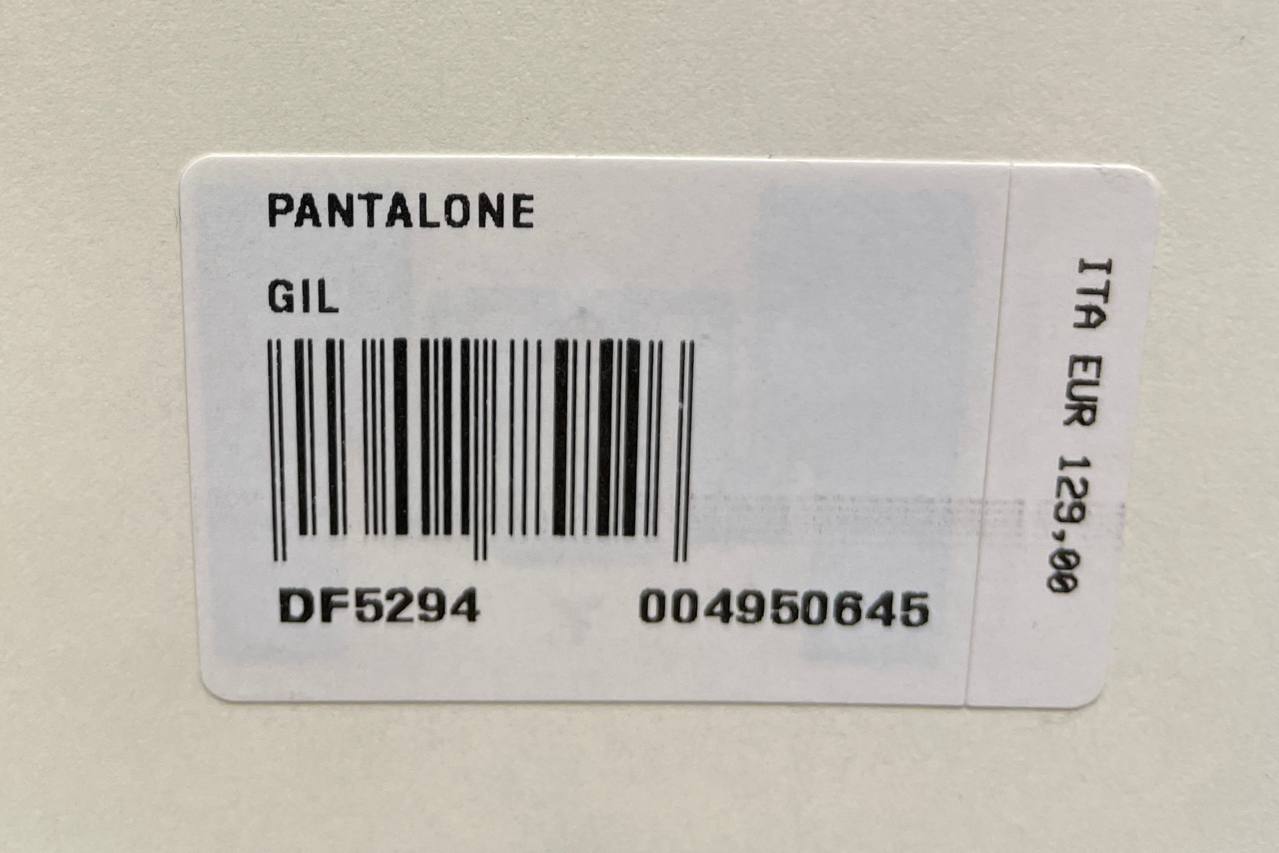 PANTALONE
GIL
DF5294 004950645
ITA EUR 129,00